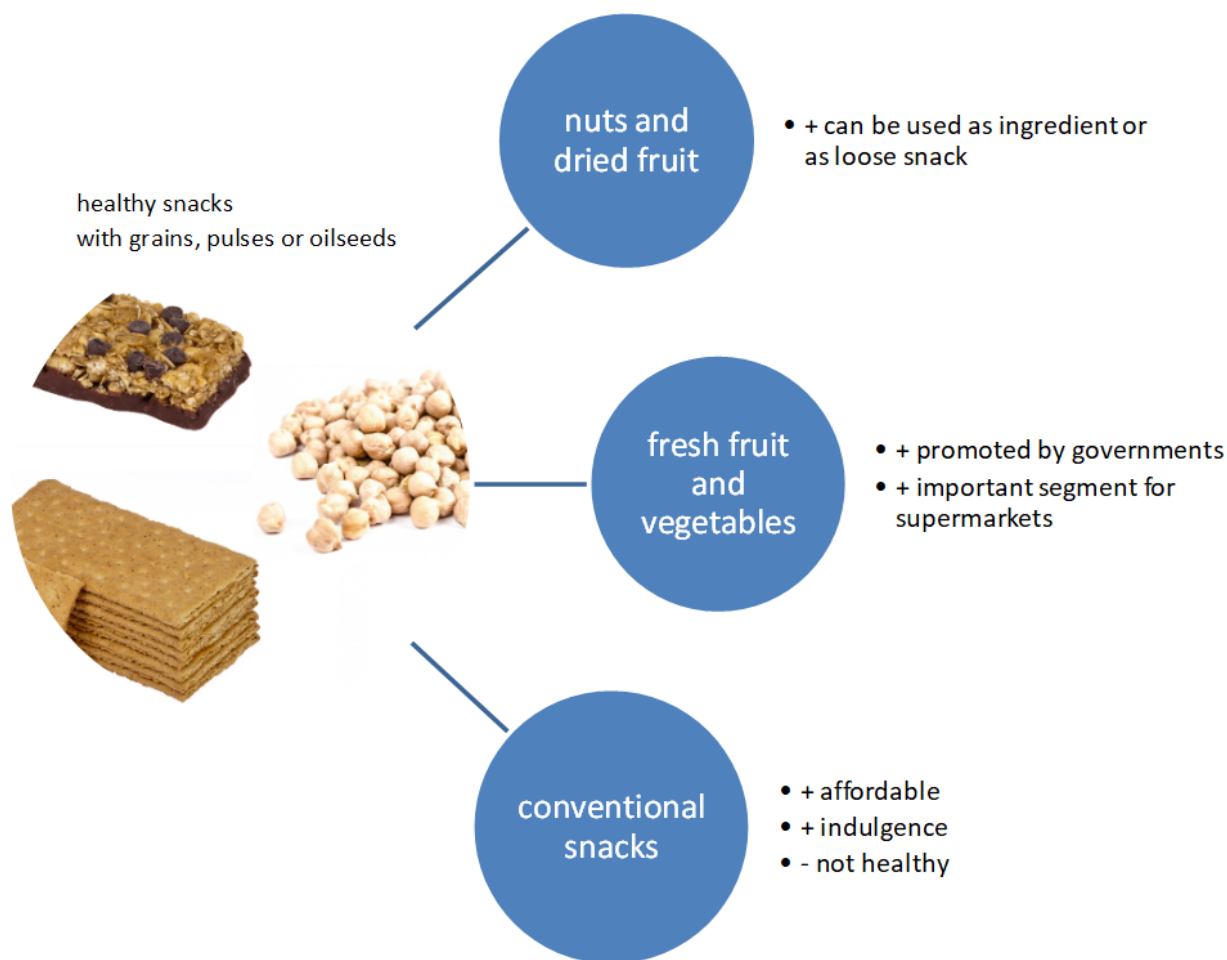 healthy snacks
with grains, pulses or oilseeds
nuts and
dried fruit
• + can be used as ingredient or
as loose snack
fresh fruit
and
vegetables
• + promoted by governments
• + important segment for
supermarkets
conventional
snacks
• + affordable
• + indulgence
• - not healthy